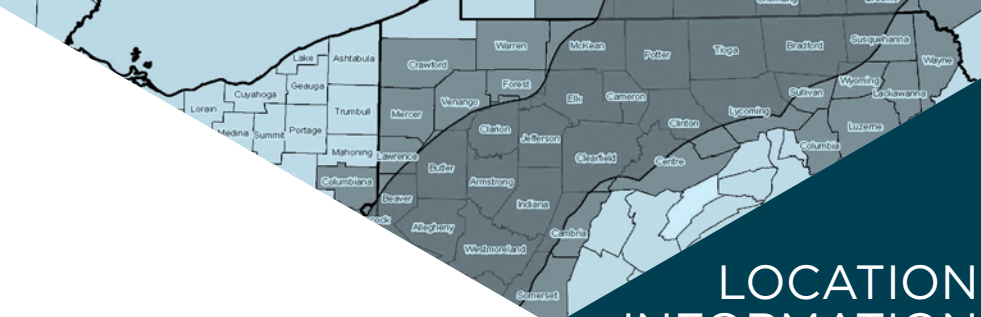 Warren
McKean
Potter
Tioga
Bradford
Susquehanna
Wayne
Lake
Ashtabula
Crawford
Geauga
Cuyahoga
Forest
Wyoming
Lackawanna
Lorain
Trumbull
Mercer
Venango
Elk
Cameron
Sullivan
Lycoming
Medina
Summit
Portage
Clarion
Jefferson
Clinton
Luzerne
Mahoning
Lawrence
Butler
Clearfield
Centre
Columbia
Columbiana
Armstrong
Beaver
Indiana
Allegheny
Cambria
Westmoreland
Somerset
LOCATION
INFORMATION